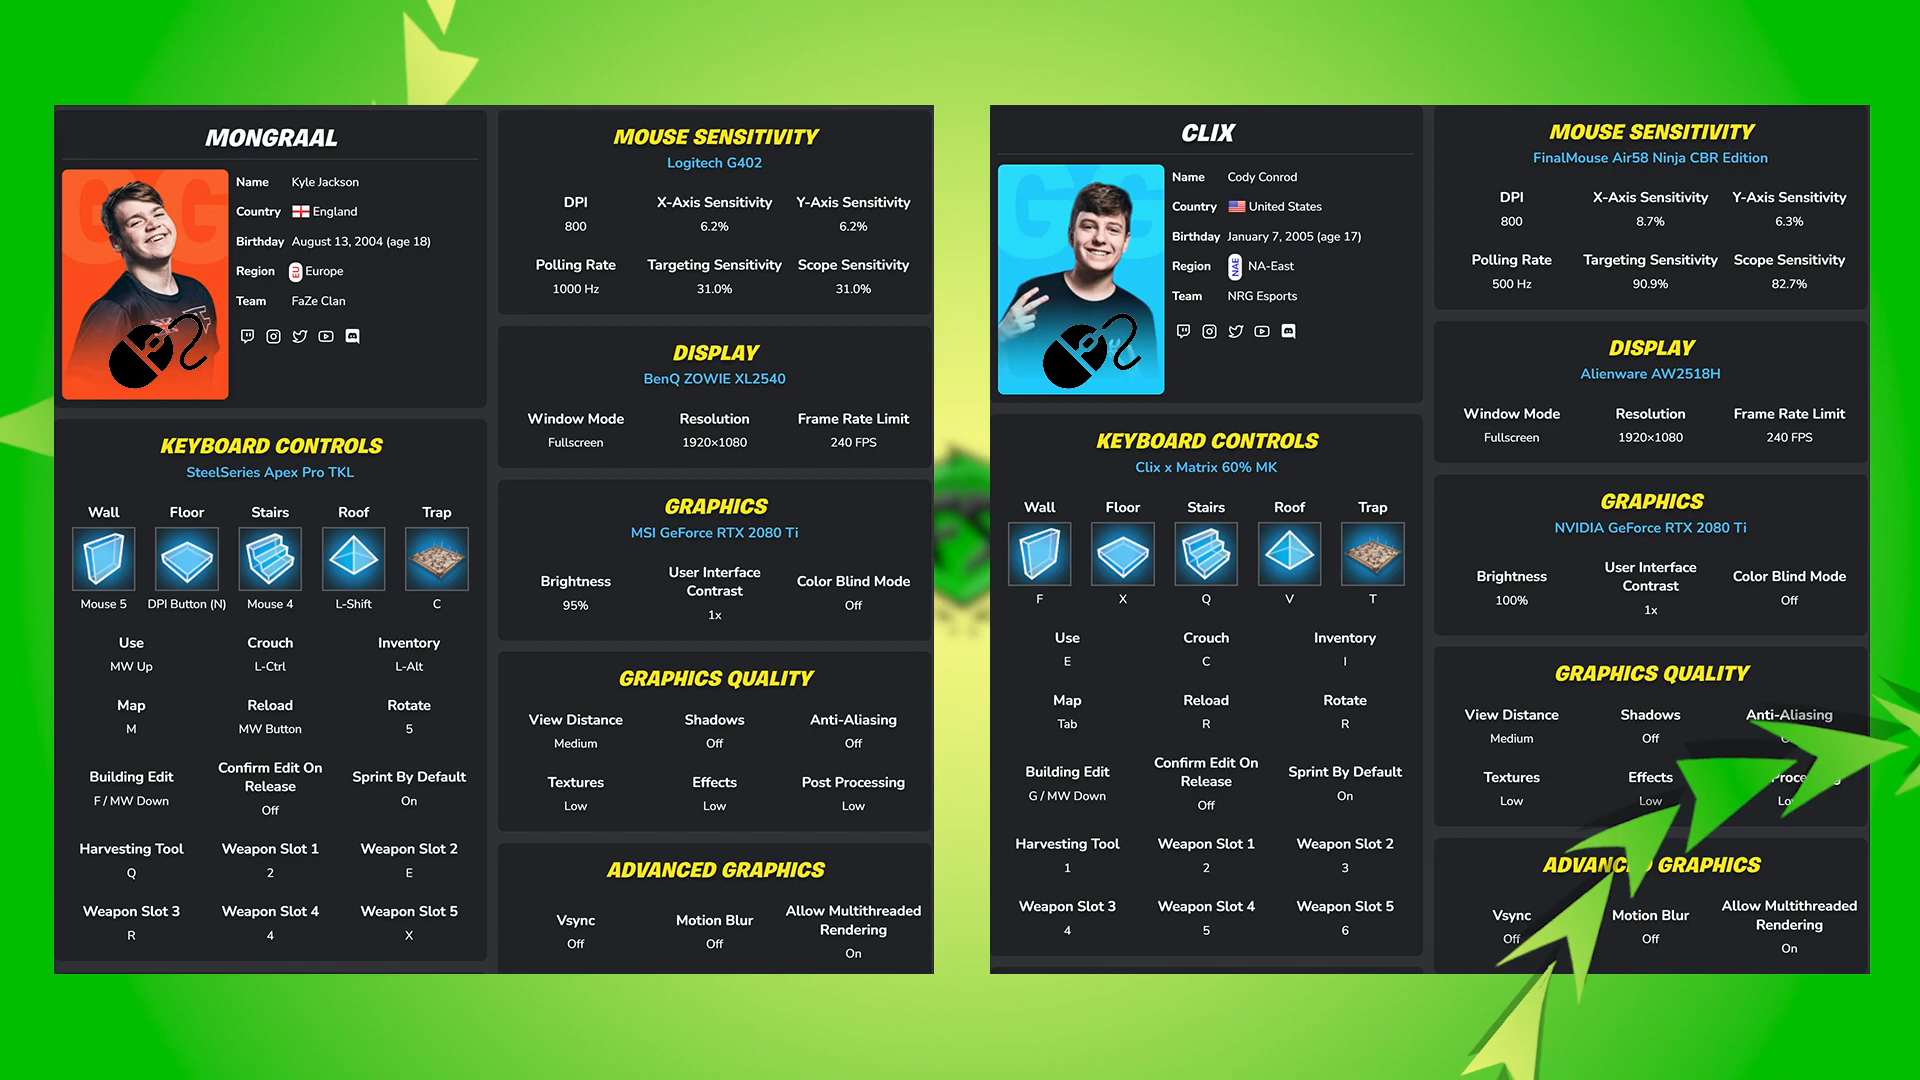 MONGRAAL
Name Kyle Jackson
Country England
Birthday August 13, 2004 (age 18)
Region EU Europe
Team FaZe Clan
KEYBOARD CONTROLS
SteelSeries Apex Pro TKL
Wall Floor Stairs Roof Trap
Mouse 5 DPI Button (N) Mouse 4 L-Shift C
Use Crouch Inventory
MW Up L-Ctrl L-Alt
Map Reload Rotate
M MW Button 5
Building Edit Confirm Edit On Release Sprint By Default
F / MW Down Off On
Harvesting Tool Weapon Slot 1 Weapon Slot 2
Q 2 E
Weapon Slot 3 Weapon Slot 4 Weapon Slot 5
R 4 X
MOUSE SENSITIVITY
Logitech G402
DPI X-Axis Sensitivity Y-Axis Sensitivity
800 6.2% 6.2%
Polling Rate Targeting Sensitivity Scope Sensitivity
1000 Hz 31.0% 31.0%
DISPLAY
BenQ ZOWIE XL2540
Window Mode Resolution Frame Rate Limit
Fullscreen 1920×1080 240 FPS
GRAPHICS
MSI GeForce RTX 2080 Ti
Brightness User Interface Contrast Color Blind Mode
95% 1x Off
GRAPHICS QUALITY
View Distance Shadows Anti-Aliasing
Medium Off Off
Textures Effects Post Processing
Low Low Low
ADVANCED GRAPHICS
Vsync Motion Blur Allow Multithreaded Rendering
Off Off On
CLIX
Name Cody Conrod
Country United States
Birthday January 7, 2005 (age 17)
Region NAE NA-East
Team NRG Esports
KEYBOARD CONTROLS
Clix x Matrix 60% MK
Wall Floor Stairs Roof Trap
F X Q V T
Use Crouch Inventory
E C I
Map Reload Rotate
Tab R R
Building Edit Confirm Edit On Release Sprint By Default
G / MW Down Off On
Harvesting Tool Weapon Slot 1 Weapon Slot 2
1 2 3
Weapon Slot 3 Weapon Slot 4 Weapon Slot 5
4 5 6
MOUSE SENSITIVITY
FinalMouse Air58 Ninja CBR Edition
DPI X-Axis Sensitivity Y-Axis Sensitivity
800 8.7% 6.3%
Polling Rate Targeting Sensitivity Scope Sensitivity
500 Hz 90.9% 82.7%
DISPLAY
Alienware AW2518H
Window Mode Resolution Frame Rate Limit
Fullscreen 1920×1080 240 FPS
GRAPHICS
NVIDIA GeForce RTX 2080 Ti
Brightness User Interface Contrast Color Blind Mode
100% 1x Off
GRAPHICS QUALITY
View Distance Shadows Anti-Aliasing
Medium Off
Textures Effects
Low Low
ADVANCED GRAPHICS
Vsync Motion Blur Allow Multithreaded Rendering
Off Off On